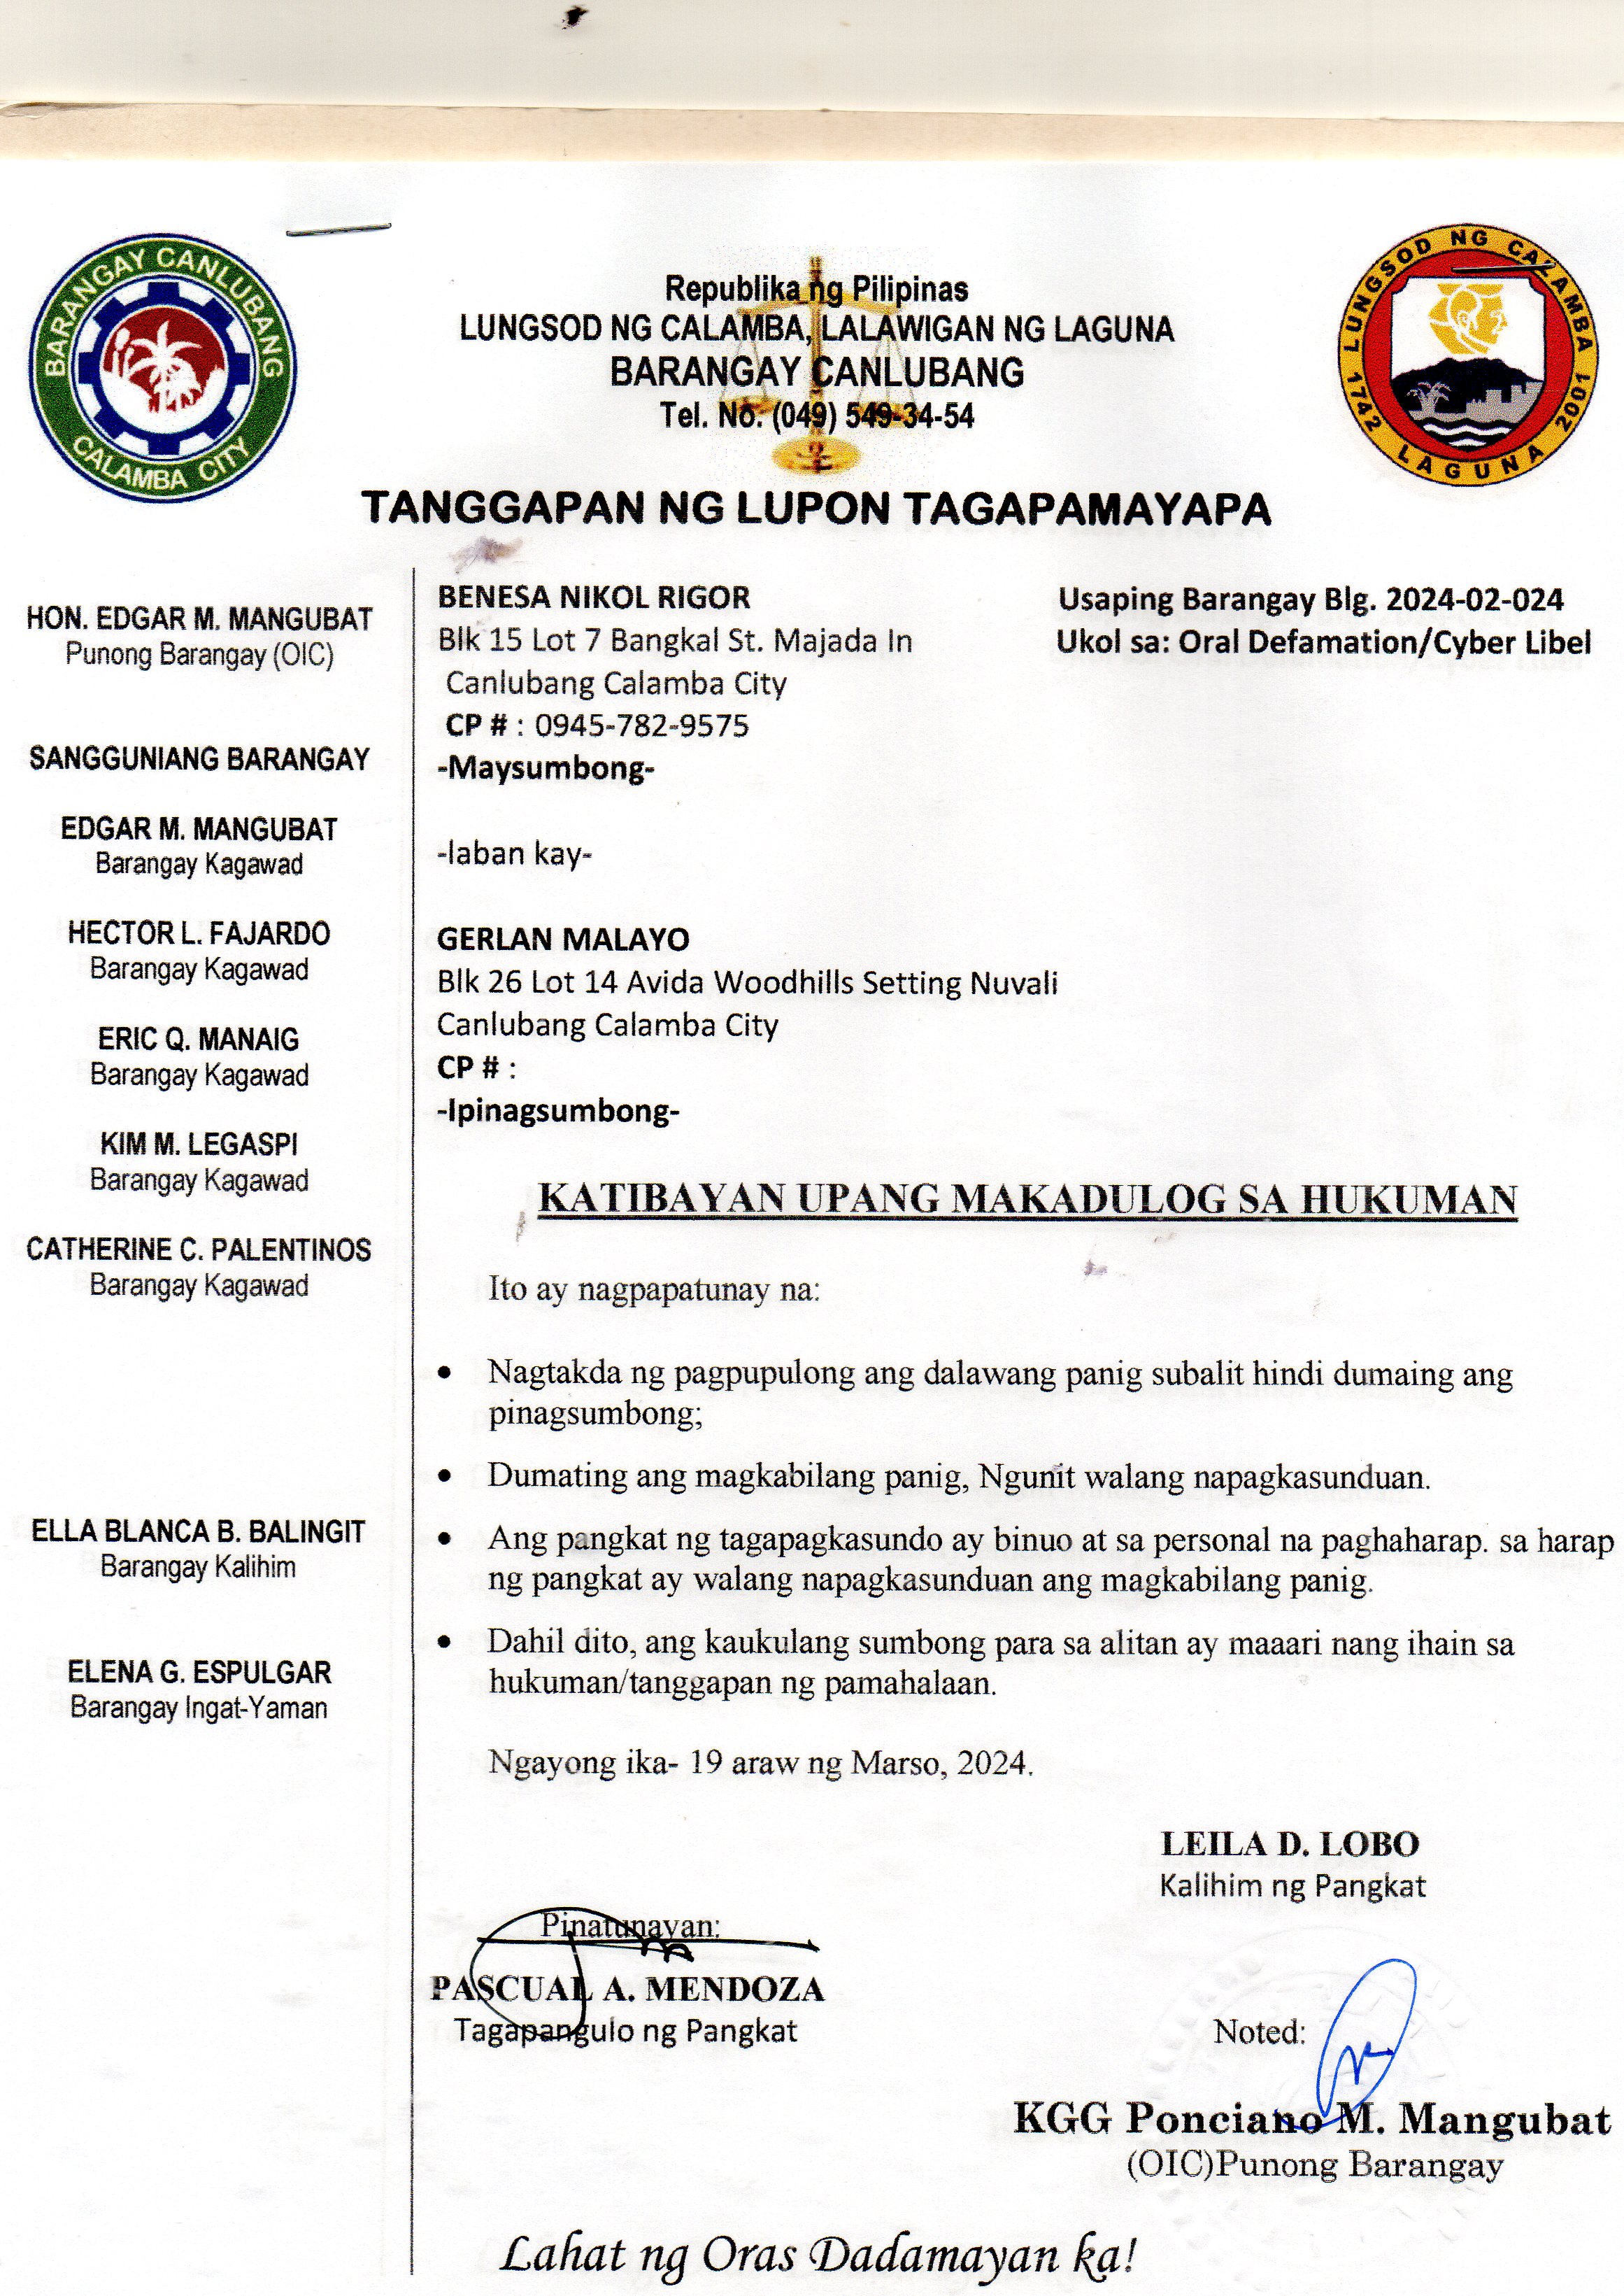 BARANGAY CANLUBANG
CALAMBA CITY
LUNGSOD NG CALAMBA
1742 LAGUNA 2001
Republika ng Pilipinas
LUNGSOD NG CALAMBA, LALAWIGAN NG LAGUNA
BARANGAY CANLUBANG
Tel. No. (049) 549-34-54
TANGGAPAN NG LUPON TAGAPAMAYAPA
HON. EDGAR M. MANGUBAT
Punong Barangay (OIC)
SANGGUNIANG BARANGAY
EDGAR M. MANGUBAT
Barangay Kagawad
HECTOR L. FAJARDO
Barangay Kagawad
ERIC Q. MANAIG
Barangay Kagawad
KIM M. LEGASPI
Barangay Kagawad
CATHERINE C. PALENTINOS
Barangay Kagawad
ELLA BLANCA B. BALINGIT
Barangay Kalihim
ELENA G. ESPULGAR
Barangay Ingat-Yaman
BENESA NIKOL RIGOR
Blk 15 Lot 7 Bangkal St. Majada In
Canlubang Calamba City
CP # : 0945-782-9575
-Maysumbong-
Usaping Barangay Blg. 2024-02-024
Ukol sa: Oral Defamation/Cyber Libel
-laban kay-
GERLAN MALAYO
Blk 26 Lot 14 Avida Woodhills Setting Nuvali
Canlubang Calamba City
CP # :
-Ipinagsumbong-
KATIBAYAN UPANG MAKADULOG SA HUKUMAN
Ito ay nagpapatunay na:
• Nagtakda ng pagpupulong ang dalawang panig subalit hindi dumaing ang
pinagsumbong;
• Dumating ang magkabilang panig, Ngunit walang napagkasunduan.
• Ang pangkat ng tagapagkasundo ay binuo at sa personal na paghaharap. sa harap
ng pangkat ay walang napagkasunduan ang magkabilang panig.
• Dahil dito, ang kaukulang sumbong para sa alitan ay maaari nang ihain sa
hukuman/tanggapan ng pamahalaan.
Ngayong ika- 19 araw ng Marso, 2024.
LEILA D. LOBO
Kalihim ng Pangkat
Pinatunayan:
PASCUAL A. MENDOZA
Tagapangulo ng Pangkat
Noted:
KGG Ponciano M. Mangubat
(OIC)Punong Barangay
Lahat ng Oras Dadamayan ka!